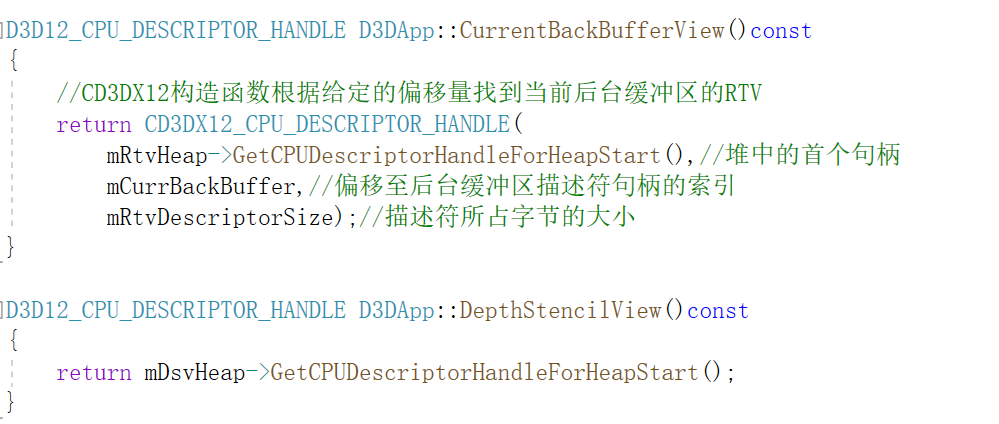 D3D12_CPU_DESCRIPTOR_HANDLE D3DApp::CurrentBackBufferView()const
{
    //CD3DX12构造函数根据给定的偏移量找到当前后台缓冲区的RTV
    return CD3DX12_CPU_DESCRIPTOR_HANDLE(
        mRtvHeap->GetCPUDescriptorHandleForHeapStart(),//堆中的首个句柄
        mCurrBackBuffer,//偏移至后台缓冲区描述符句柄的索引
        mRtvDescriptorSize);//描述符所占字节的大小
}
D3D12_CPU_DESCRIPTOR_HANDLE D3DApp::DepthStencilView()const
{
    return mDsvHeap->GetCPUDescriptorHandleForHeapStart();
}